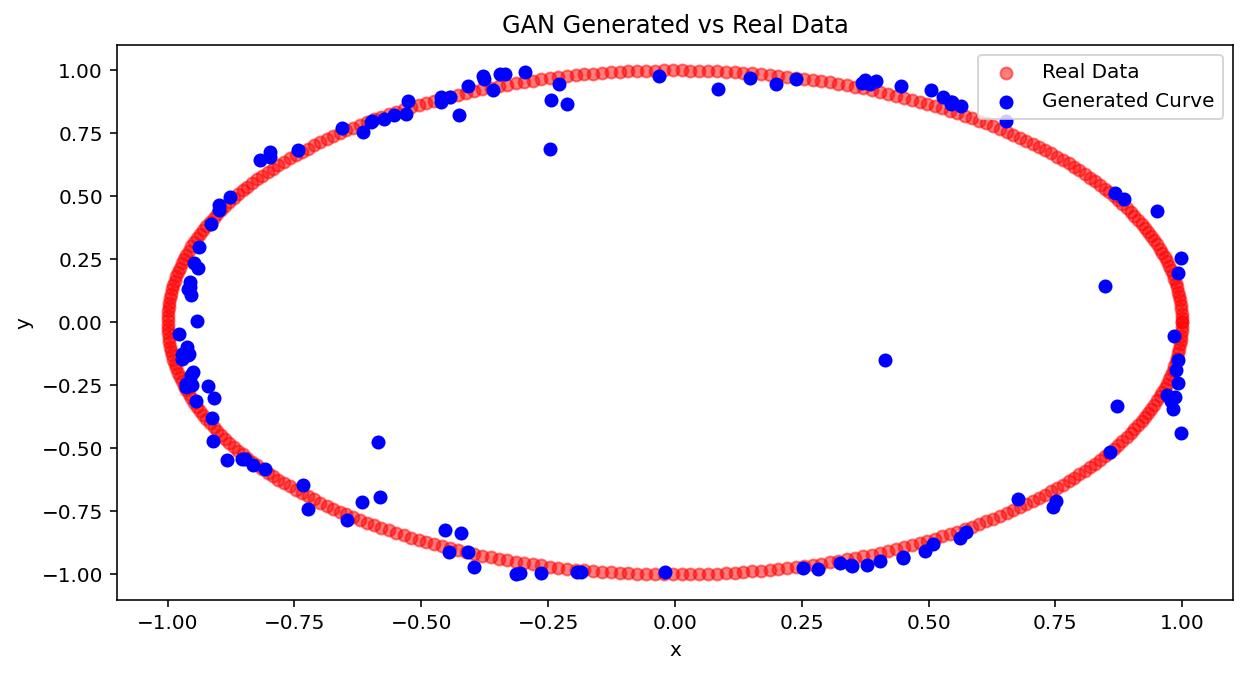 GAN Generated vs Real Data
Real Data
Generated Curve
1.00
0.75
0.50
0.25
0.00
−0.25
−0.50
−0.75
−1.00
y
−1.00 −0.75 −0.50 −0.25 0.00 0.25 0.50 0.75 1.00
x